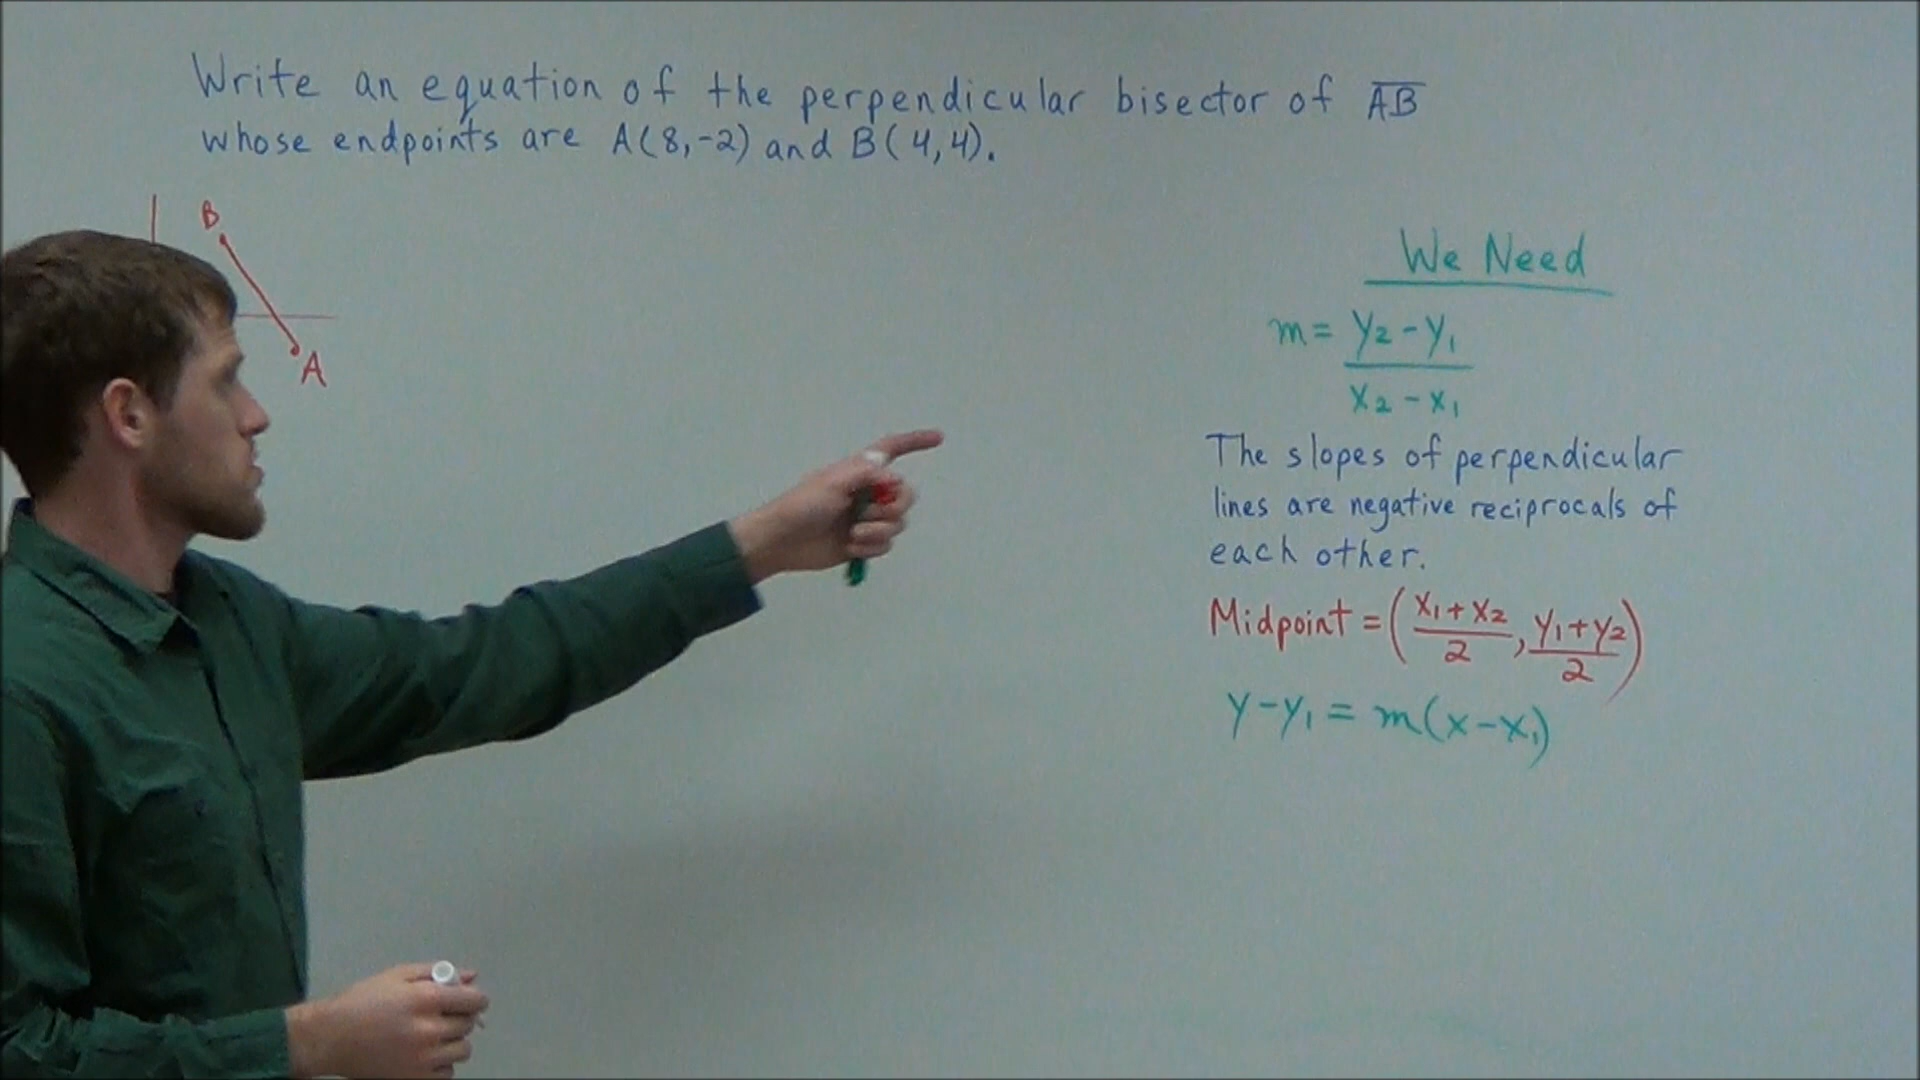 Write an equation of the perpendicular bisector of A̅B̅
whose endpoints are A(8,-2) and B(4,4).
B
A
We Need
m = y₂ - y₁
x₂ - x₁
The slopes of perpendicular
lines are negative reciprocals of
each other.
Midpoint = (x₁ + x₂ / 2, y₁ + y₂ / 2)
y - y₁ = m(x - x₁)